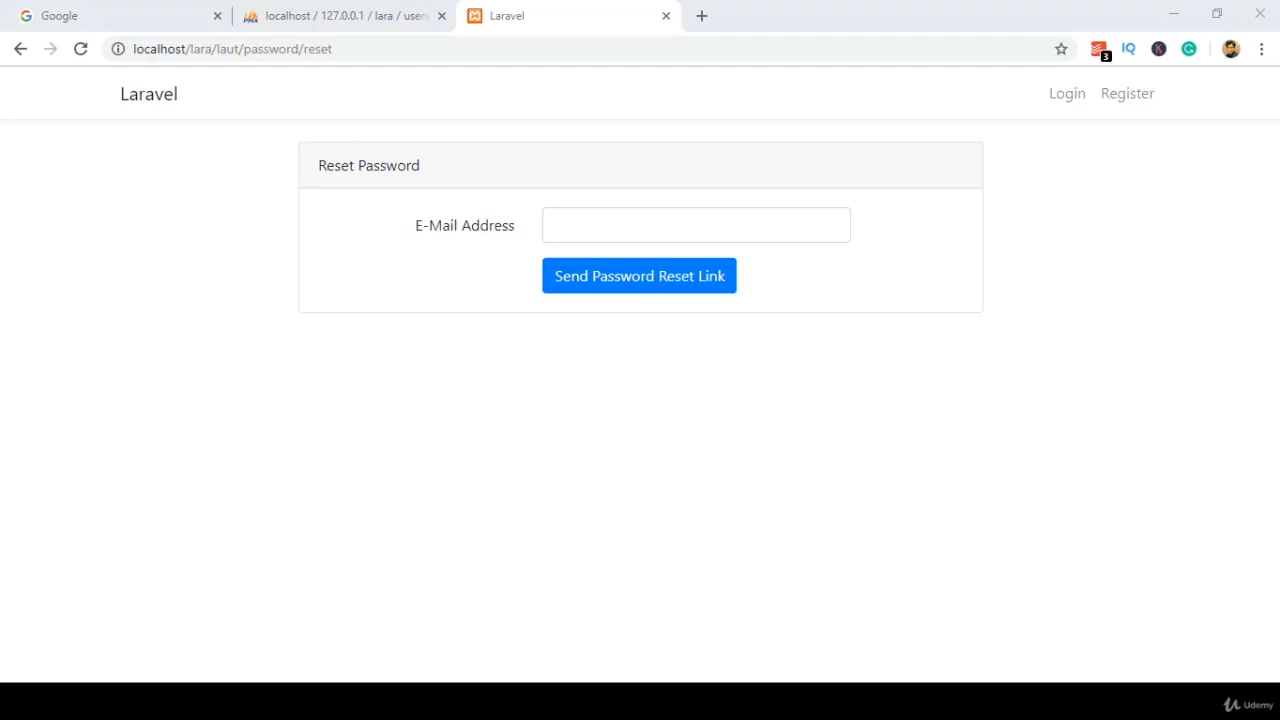 Google
localhost / 127.0.0.1 / lara / users
Laravel
localhost/lara/laut/password/reset
3
IQ
K
Laravel
Login
Register
Reset Password
E-Mail Address
Send Password Reset Link
Udemy